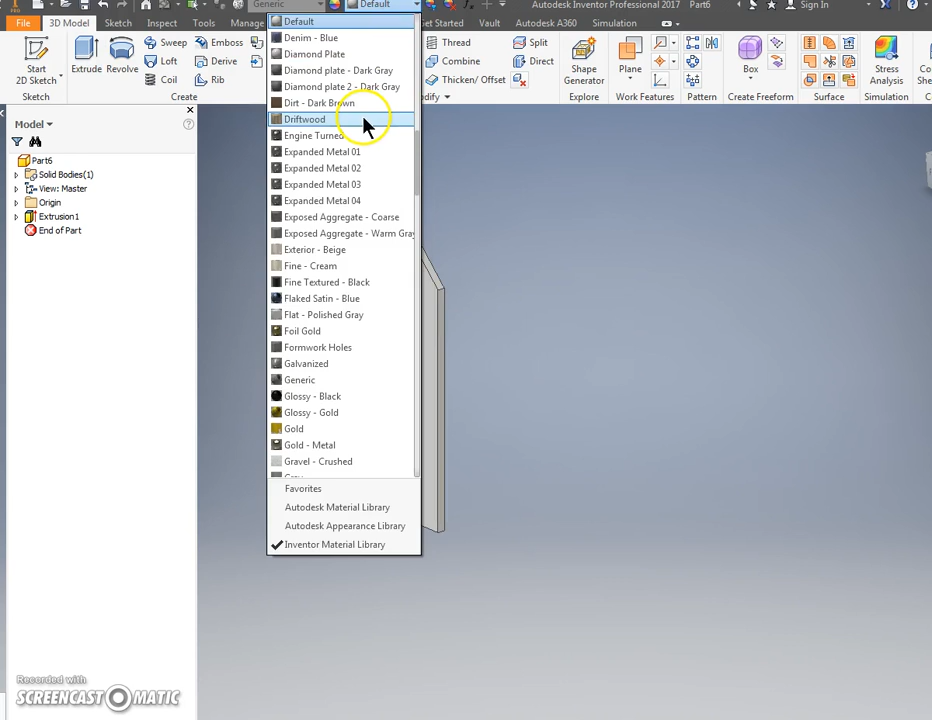 Generic
Default
Autodesk Inventor Professional 2017 Part6
Sign In
PRO
File
3D Model
Sketch
Inspect
Tools
Manage
Get Started
Vault
Autodesk A360
Simulation
Start
2D Sketch
Extrude
Revolve
Sweep
Loft
Coil
Emboss
Derive
Rib
Thread
Combine
Thicken/ Offset
Split
Direct
Shape
Generator
Plane
Box
Stress
Analysis
Sketch
Create
Explore
Work Features
Surface
Simulation
Model
Part6
Solid Bodies(1)
View: Master
Origin
Extrusion1
End of Part
Default
Denim - Blue
Diamond Plate
Diamond plate - Dark Gray
Diamond plate 2 - Dark Gray
Dirt - Dark Brown
Driftwood
Engine Turned
Expanded Metal 01
Expanded Metal 02
Expanded Metal 03
Expanded Metal 04
Exposed Aggregate - Coarse
Exposed Aggregate - Warm Gray
Exterior - Beige
Fine - Cream
Fine Textured - Black
Flaked Satin - Blue
Flat - Polished Gray
Foil Gold
Formwork Holes
Galvanized
Generic
Glossy - Black
Glossy - Gold
Gold
Gold - Metal
Gravel - Crushed
Favorites
Autodesk Material Library
Autodesk Appearance Library
Inventor Material Library
Recorded with
SCREENCAST-O-MATIC